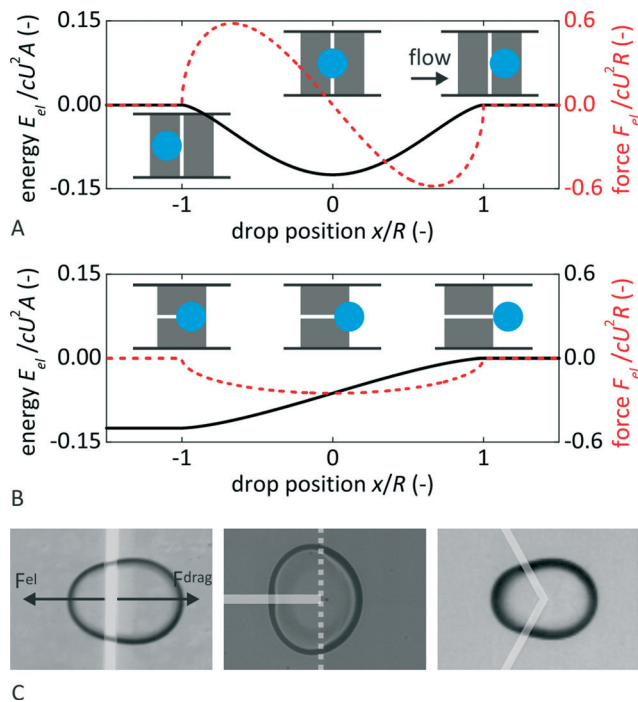 energy E_el /cU²A (-)
0.15
0.00
-0.15
flow
0.6
0.0
-0.6
force F_el /cU²R (-)
-1
0
1
A
drop position x/R (-)
energy E_el /cU²A (-)
0.15
0.00
-0.15
0.6
0.0
-0.6
force F_el /cU²R (-)
-1
0
1
drop position x/R (-)
B
Fel
Fdrag
C